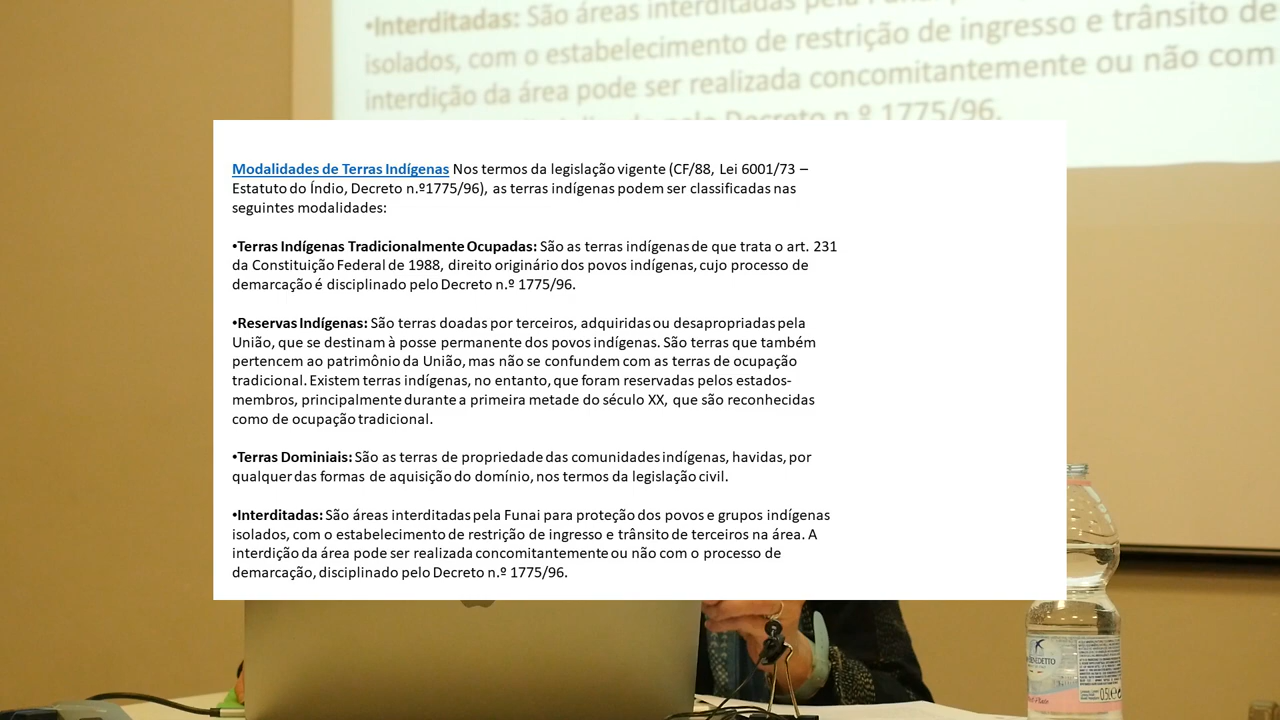 •Interditadas: São áreas interditadas pela Funai
isolados, com o estabelecimento de restrição de ingresso e trânsito de
interdição da área pode ser realizada concomitantemente ou não com
pelo Decreto n.º 1775/96.
Modalidades de Terras Indígenas Nos termos da legislação vigente (CF/88, Lei 6001/73 –
Estatuto do Índio, Decreto n.º1775/96), as terras indígenas podem ser classificadas nas
seguintes modalidades:
•Terras Indígenas Tradicionalmente Ocupadas: São as terras indígenas de que trata o art. 231
da Constituição Federal de 1988, direito originário dos povos indígenas, cujo processo de
demarcação é disciplinado pelo Decreto n.º 1775/96.
•Reservas Indígenas: São terras doadas por terceiros, adquiridas ou desapropriadas pela
União, que se destinam à posse permanente dos povos indígenas. São terras que também
pertencem ao patrimônio da União, mas não se confundem com as terras de ocupação
tradicional. Existem terras indígenas, no entanto, que foram reservadas pelos estados-
membros, principalmente durante a primeira metade do século XX, que são reconhecidas
como de ocupação tradicional.
•Terras Dominiais: São as terras de propriedade das comunidades indígenas, havidas, por
qualquer das formas de aquisição do domínio, nos termos da legislação civil.
•Interditadas: São áreas interditadas pela Funai para proteção dos povos e grupos indígenas
isolados, com o estabelecimento de restrição de ingresso e trânsito de terceiros na área. A
interdição da área pode ser realizada concomitantemente ou não com o processo de
demarcação, disciplinado pelo Decreto n.º 1775/96.